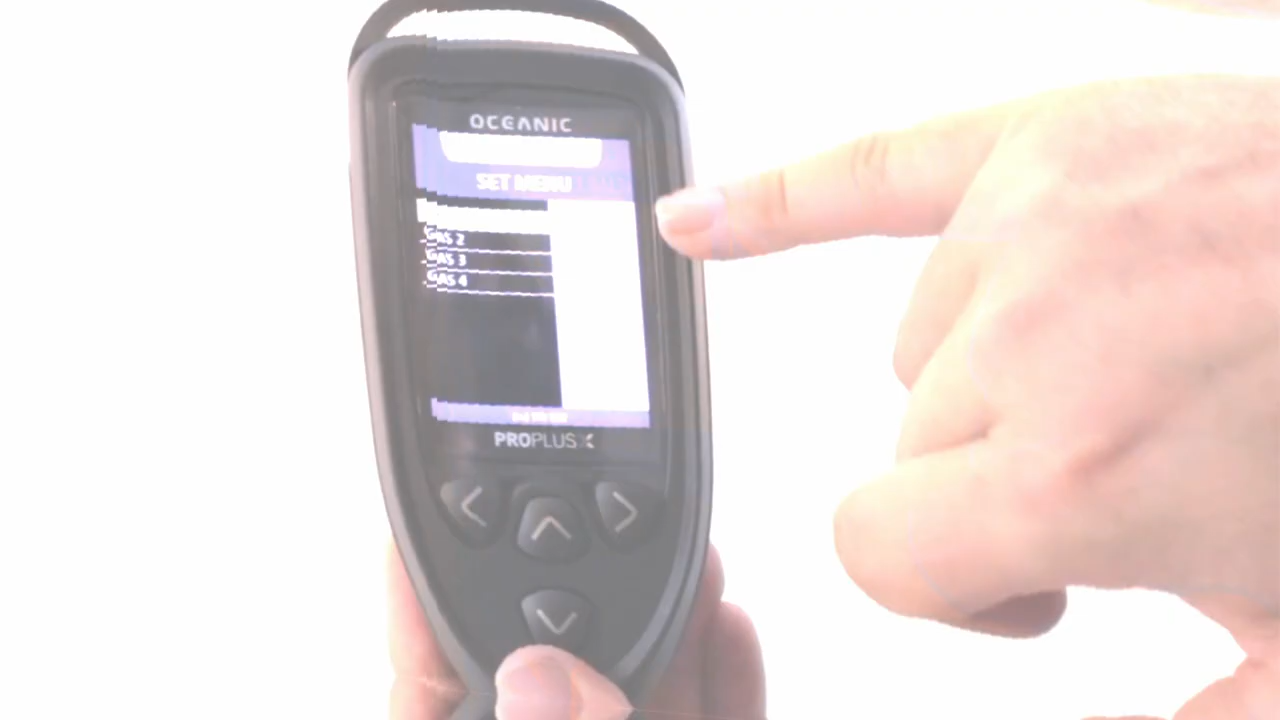 OCEANIC
SET MENU
GAS 2
GAS 3
GAS 4
PROPLUS X